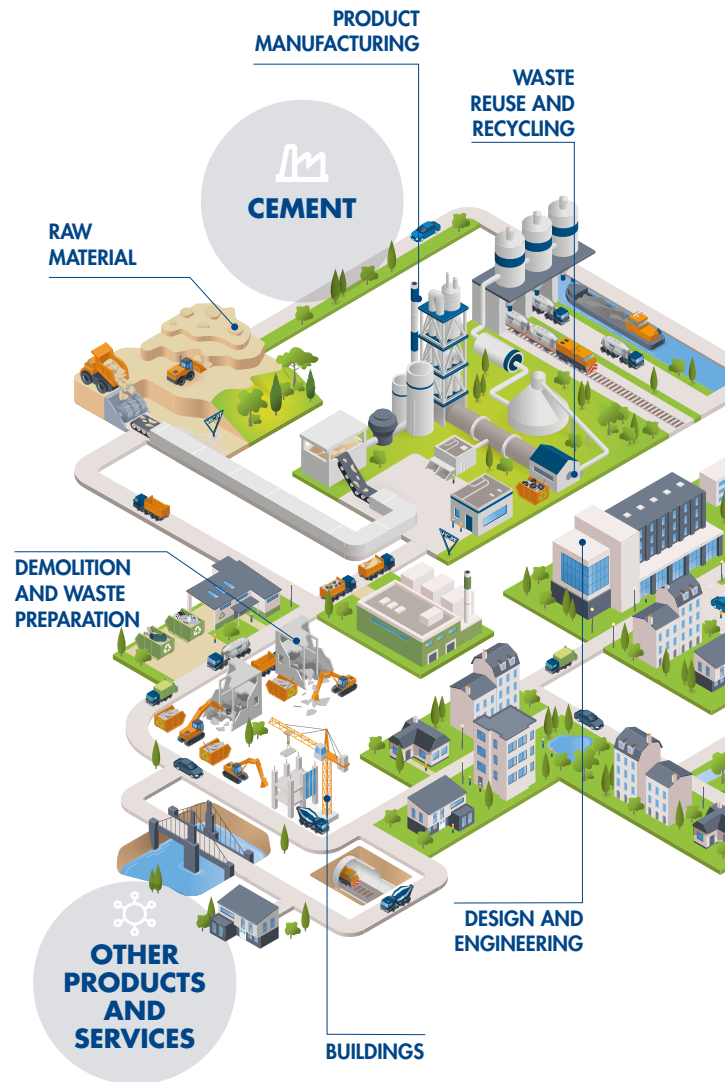 PRODUCT
MANUFACTURING
WASTE
REUSE AND
RECYCLING
CEMENT
RAW
MATERIAL
DEMOLITION
AND WASTE
PREPARATION
DESIGN AND
ENGINEERING
OTHER
PRODUCTS
AND
SERVICES
BUILDINGS